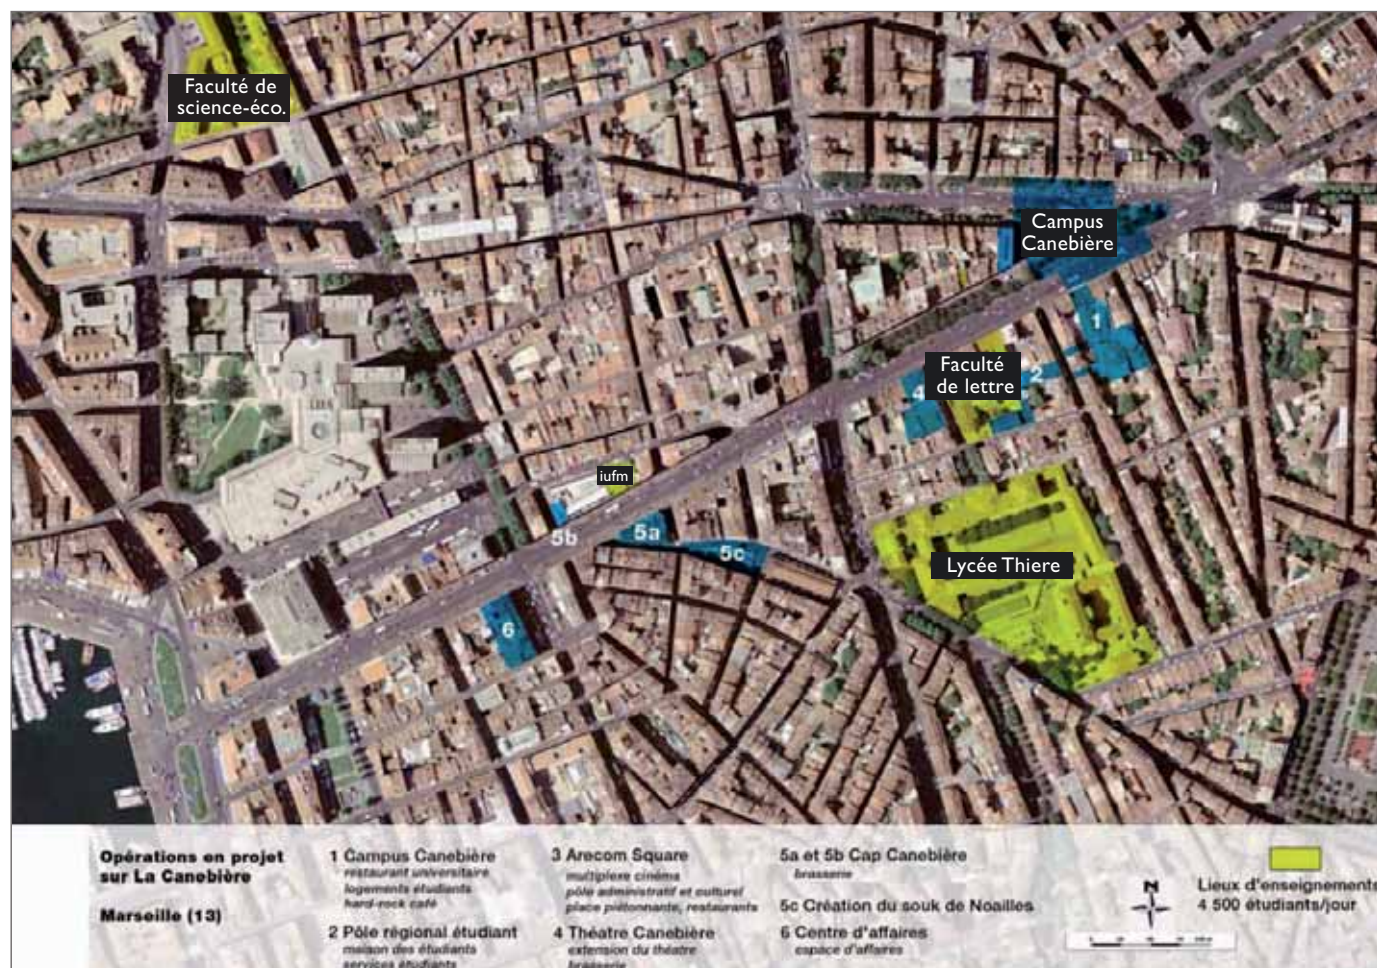 Faculté de
science-éco.
Campus
Canebière
1
Faculté
de lettre
2
4
iufm
5b
5a
5c
Lycée Thiere
6
Opérations en projet
sur La Canebière
Marseille (13)
1 Campus Canebière
restaurant universitaire
logements étudiants
hard-rock café
2 Pôle régional étudiant
maison des étudiants
services étudiants
3 Arecom Square
multiplexe cinéma
pôle administratif et culturel
place piétonnante, restaurants
4 Théatre Canebière
extension du théatre
brasserie
5a et 5b Cap Canebière
brasserie
5c Création du souk de Noailles
6 Centre d'affaires
espace d'affaires
N
Lieux d'enseignements
4 500 étudiants/jour